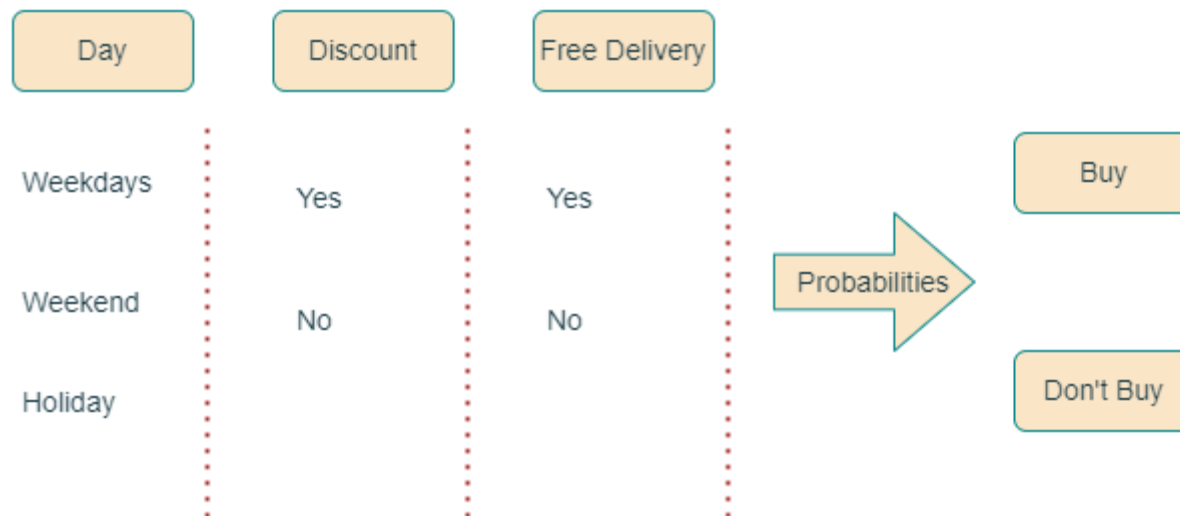 Day
Discount
Free Delivery
Weekdays
Yes
Yes
Buy
Probabilities
Weekend
No
No
Don't Buy
Holiday